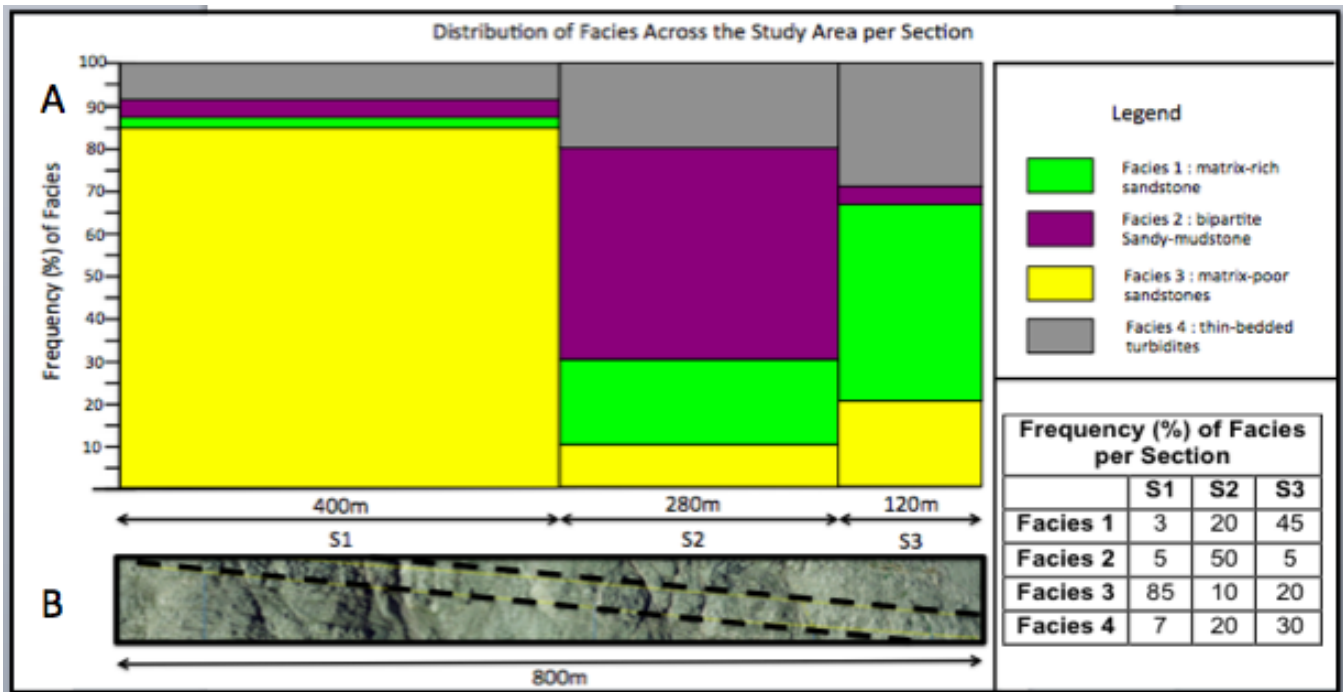 Distribution of Facies Across the Study Area per Section
A
Frequency (%) of Facies
100
90
80
70
60
50
40
30
20
10
400m
280m
120m
S1
S2
S3
B
800m
Legend
Facies 1 : matrix-rich
sandstone
Facies 2 : bipartite
Sandy-mudstone
Facies 3 : matrix-poor
sandstones
Facies 4 : thin-bedded
turbidites
Frequency (%) of Facies
per Section
S1 S2 S3
Facies 1 3 20 45
Facies 2 5 50 5
Facies 3 85 10 20
Facies 4 7 20 30